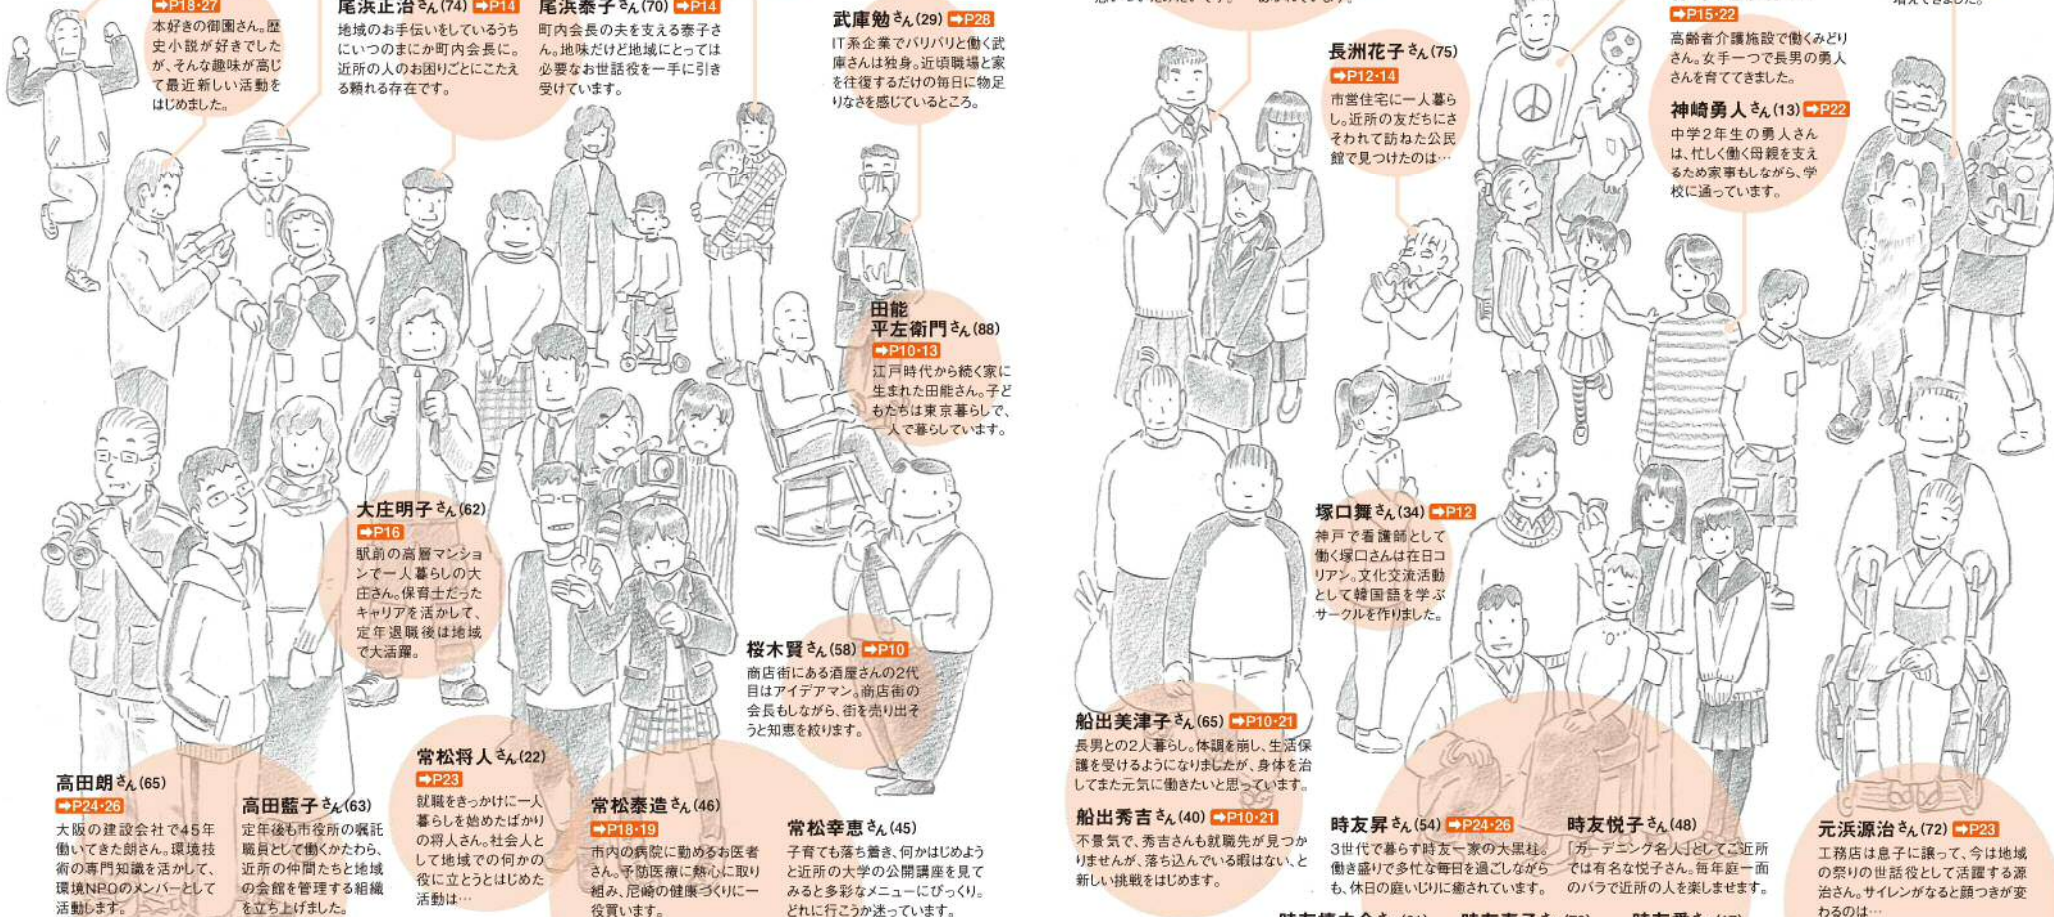 ➡P18・27
本好きの御園さん。歴
史小説が好きでした
が、そんな趣味が高じ
て最近新しい活動を
はじめました。
尾浜正治さん(74) ➡P14
地域のお手伝いをしているうち
にいつのまにか町内会長に。
近所の人のお困りごとにこたえ
る頼れる存在です。
尾浜泰子さん(70) ➡P14
町内会長の夫を支える泰子さ
ん。地味だけど地域にとっては
必要なお世話役を一手に引き
受けています。
武庫勉さん(29) ➡P28
IT系企業でバリバリと働く武
庫さんは独身。近頃職場と家
を往復するだけの毎日に物足
りなさを感じているところ。
田能
平左衛門さん(88)
➡P10・13
江戸時代から続く家に
生まれた田能さん。子ど
もたちは東京暮らしで、
一人で暮らしています。
大庄明子さん(62)
➡P16
駅前の高層マンショ
ンで一人暮らしの大
庄さん。保育士だった
キャリアを活かして、
定年退職後は地域
で大活躍。
桜木賢さん(58) ➡P10
商店街にある酒屋さんの2代
目はアイデアマン。商店街の
会長もしながら、街を売り出そ
うと知恵を絞ります。
高田朗さん(65)
➡P24・26
大阪の建設会社で45年
働いてきた朗さん。環境技
術の専門知識を活かして、
環境NPOのメンバーとして
活動します。
高田藍子さん(63)
定年後も市役所の嘱託
職員として働くかたわら、
近所の仲間たちと地域
の会館を管理する組織
を立ち上げました。
常松将人さん(22)
➡P23
就職をきっかけに一人
暮らしを始めたばかり
の将人さん。社会人と
して地域での何かの
役に立とうとはじめた
活動は…
常松泰造さん(46)
➡P18・19
市内の病院に勤めるお医者
さん。予防医療に熱心に取り
組み、尼崎の健康づくりに一
役買います。
常松幸恵さん(45)
子育ても落ち着き、何かはじめよう
と近所の大学の公開講座を見て
みると多彩なメニューにびっくり。
どれに行こうか迷っています。
長洲花子さん(75)
➡P12・14
市営住宅に一人暮ら
し。近所の友だちにさ
そわれて訪ねた公民
館で見つけたのは…
➡P15・22
高齢者介護施設で働くみどり
さん。女手一つで長男の勇人
さんを育ててきました。
神崎勇人さん(13) ➡P22
中学2年生の勇人さん
は、忙しく働く母親を支え
るため家事もしながら、学
校に通っています。
増えてきました。
塚口舞さん(34) ➡P12
神戸で看護師として
働く塚口さんは在日コ
リアン。文化交流活動
として韓国語を学ぶ
サークルを作りました。
船出美津子さん(65) ➡P10・21
長男との2人暮らし。体調を崩し、生活保
護を受けるようになりましたが、身体を治
してまた元気に働きたいと思っています。
船出秀吉さん(40) ➡P10・21
不景気で、秀吉さんも就職先が見つか
りませんが、落ち込んでいる暇はない、と
新しい挑戦をはじめます。
時友昇さん(54) ➡P24・26
3世代で暮らす時友一家の大黒柱。
働き盛りで多忙な毎日を過ごしながら
も、休日の庭いじりに癒されています。
時友悦子さん(48)
「ガーデニング名人」としてご近所
では有名な悦子さん。毎年庭一面
のバラで近所の人を楽しませます。
元浜源治さん(72) ➡P23
工務店は息子に譲って、今は地域
の祭りの世話役として活躍する源
治さん。サイレンがなると顔つきが変
わるのは…